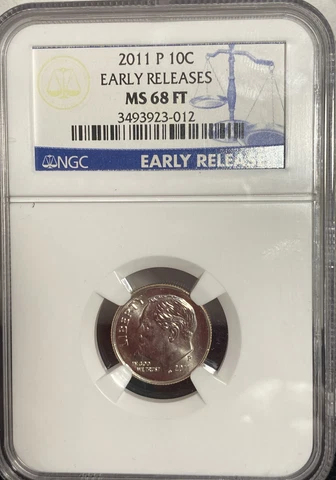 2011 P 10C
EARLY RELEASES
MS 68 FT
3493923-012
NGC EARLY RELEASE
LIBERTY
IN GOD
WE TRUST